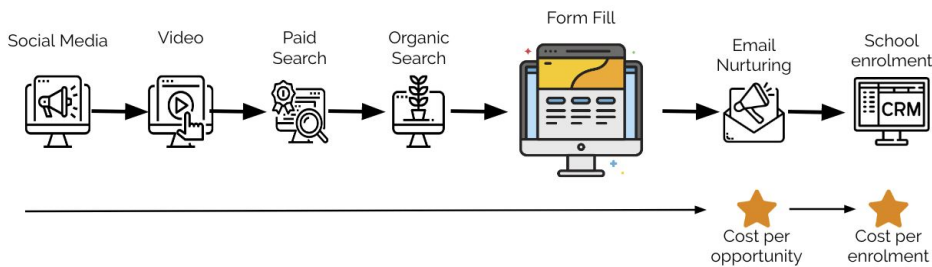 Social Media
Video
Paid
Search
Organic
Search
Form Fill
Email
Nurturing
School
enrolment
CRM
Cost per
opportunity
Cost per
enrolment